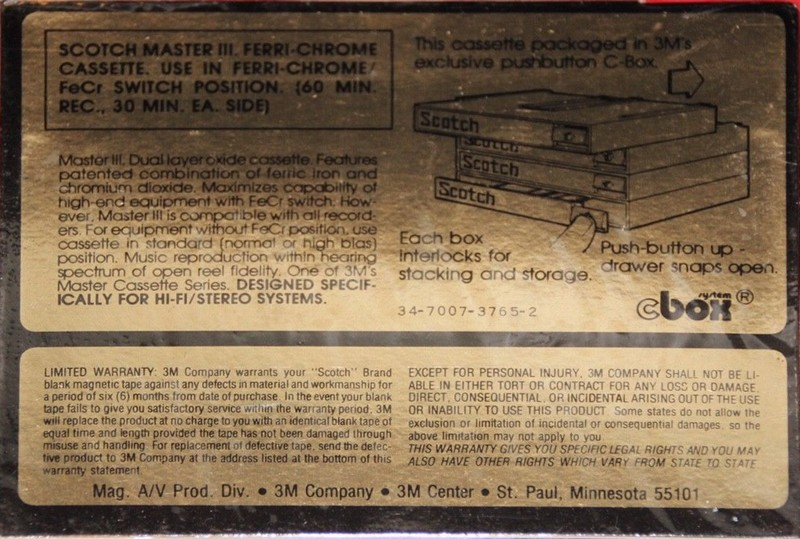 SCOTCH MASTER III. FERRI-CHROME
CASSETTE. USE IN FERRI-CHROME/
FeCr SWITCH POSITION. (60 MIN.
REC., 30 MIN. EA. SIDE)
Master III. Dual layer oxide cassette. Features
patented combination of ferric iron and
chromium dioxide. Maximizes capability of
high-end equipment with FeCr switch. How-
ever, Master III is compatible with all record-
ers. For equipment without FeCr position, use
cassette in standard (normal or high bias)
position. Music reproduction within hearing
spectrum of open reel fidelity. One of 3M's
Master Cassette Series. DESIGNED SPECIF-
ICALLY FOR HI-FI/STEREO SYSTEMS.
This cassette packaged in 3M's
exclusive pushbutton C-Box.
Scotch
Scotch
Scotch
Scotch
Each box
interlocks for
stacking and storage.
Push-button up -
drawer snaps open.
34-7007-3765-2
cbox system ®
LIMITED WARRANTY: 3M Company warrants your "Scotch" Brand
blank magnetic tape against any defects in material and workmanship for
a period of six (6) months from date of purchase. In the event your blank
tape fails to give you satisfactory service within the warranty period, 3M
will replace the product at no charge to you with an identical blank tape of
equal time and length provided the tape has not been damaged through
misuse and handling. For replacement of defective tape, send the defec-
tive product to 3M Company at the address listed at the bottom of this
warranty statement.
EXCEPT FOR PERSONAL INJURY, 3M COMPANY SHALL NOT BE LI-
ABLE IN EITHER TORT OR CONTRACT FOR ANY LOSS OR DAMAGE,
DIRECT, CONSEQUENTIAL, OR INCIDENTAL ARISING OUT OF THE USE
OR INABILITY TO USE THIS PRODUCT. Some states do not allow the
exclusion or limitation of incidental or consequential damages, so the
above limitation may not apply to you.
THIS WARRANTY GIVES YOU SPECIFIC LEGAL RIGHTS AND YOU MAY
ALSO HAVE OTHER RIGHTS WHICH VARY FROM STATE TO STATE
Mag. A/V Prod. Div. • 3M Company • 3M Center • St. Paul, Minnesota 55101